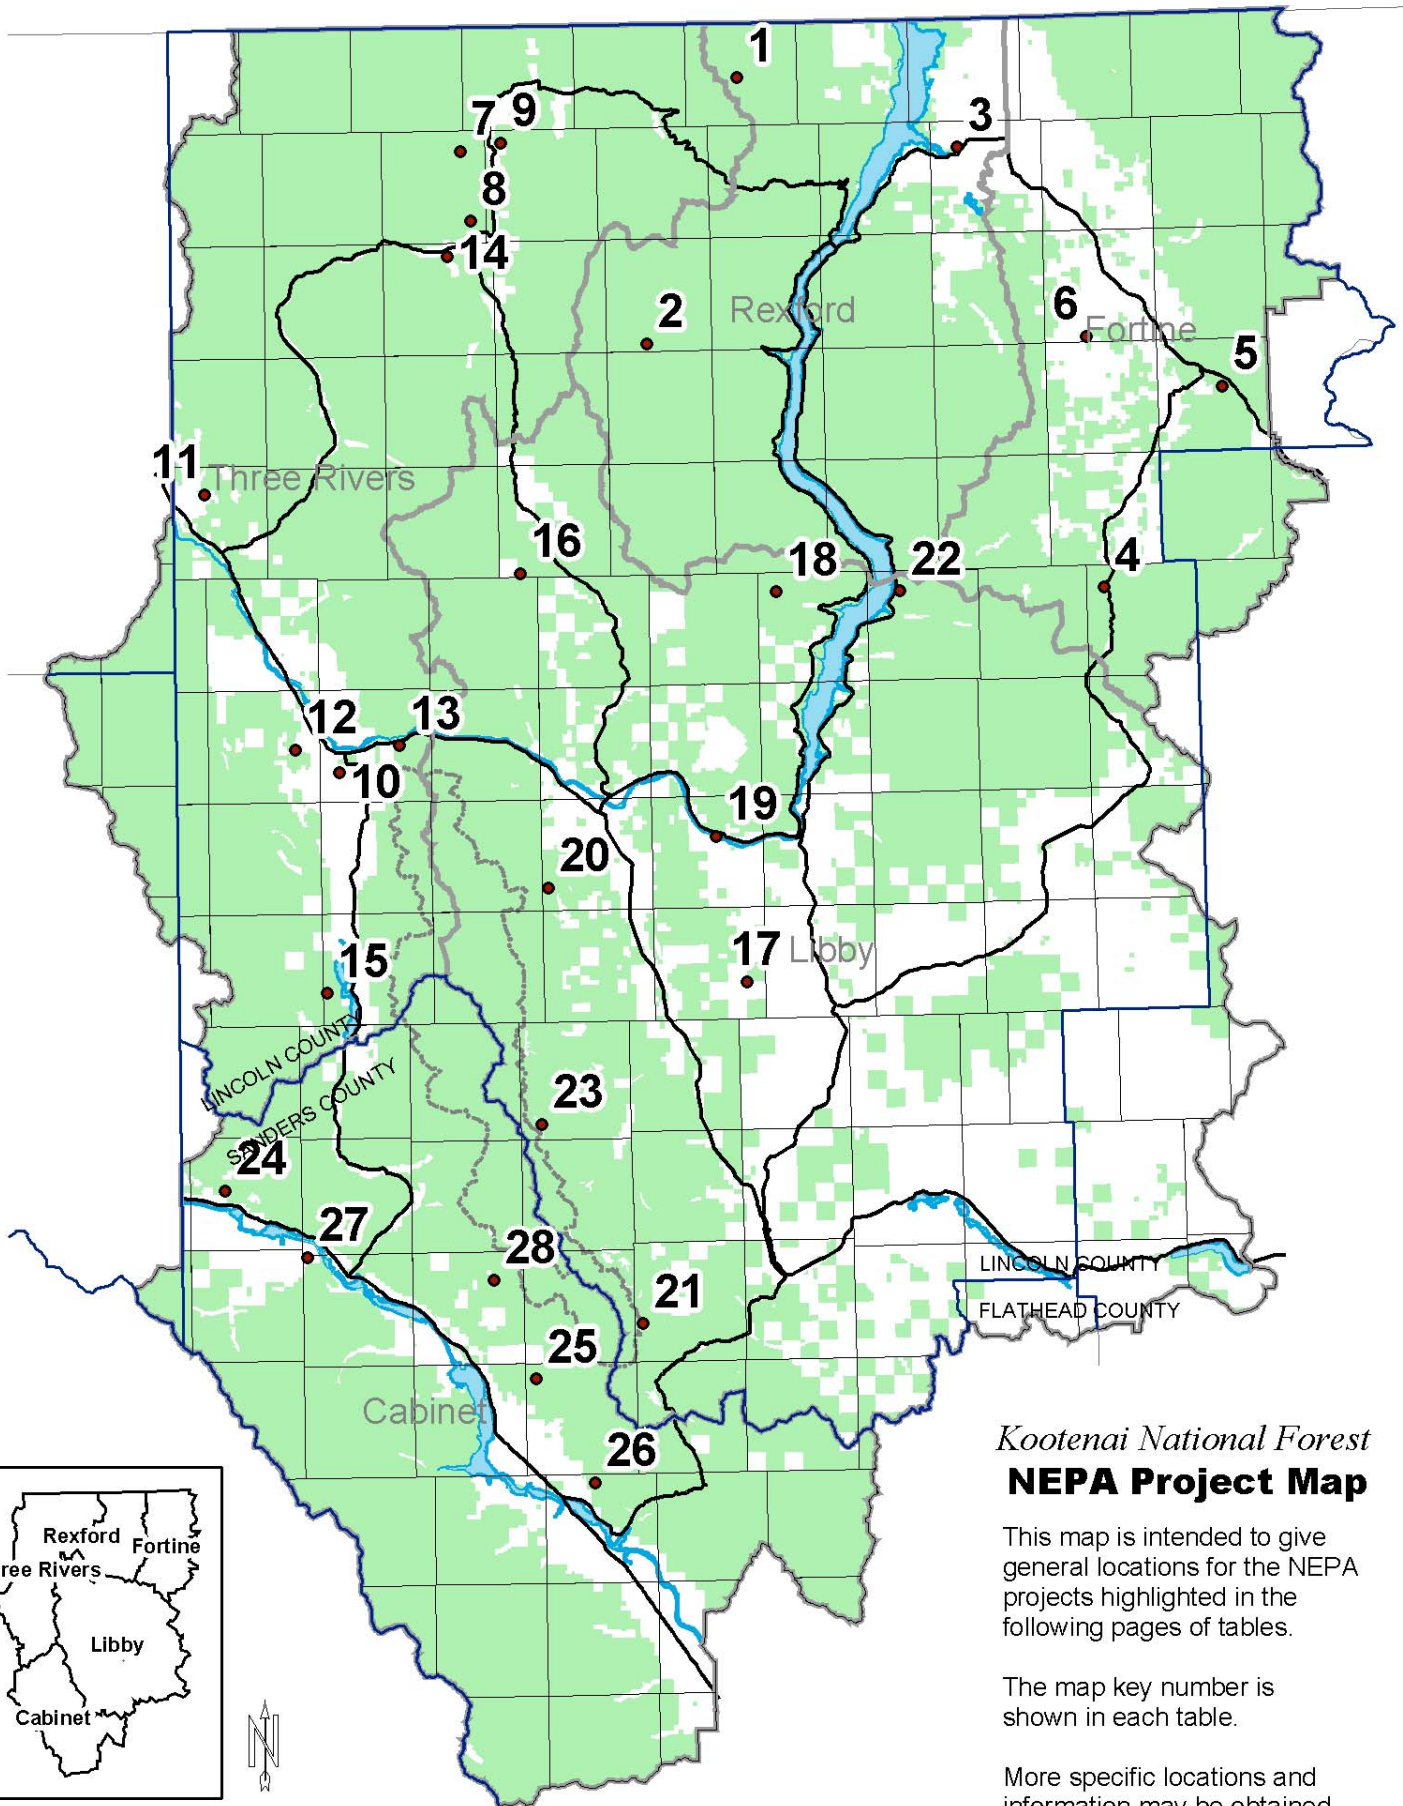 1
7
9
3
8
14
2
Rexford
6
Fortine
5
11
Three Rivers
16
18
22
4
12
13
10
19
20
15
17
Libby
LINCOLN COUNTY
SANDERS COUNTY
23
24
27
28
LINCOLN COUNTY
21
FLATHEAD COUNTY
25
Cabinet
26
Kootenai National Forest
NEPA Project Map
This map is intended to give
general locations for the NEPA
projects highlighted in the
following pages of tables.
The map key number is
shown in each table.
More specific locations and
information may be obtained
Rexford
Fortine
ree Rivers
Libby
Cabinet
N